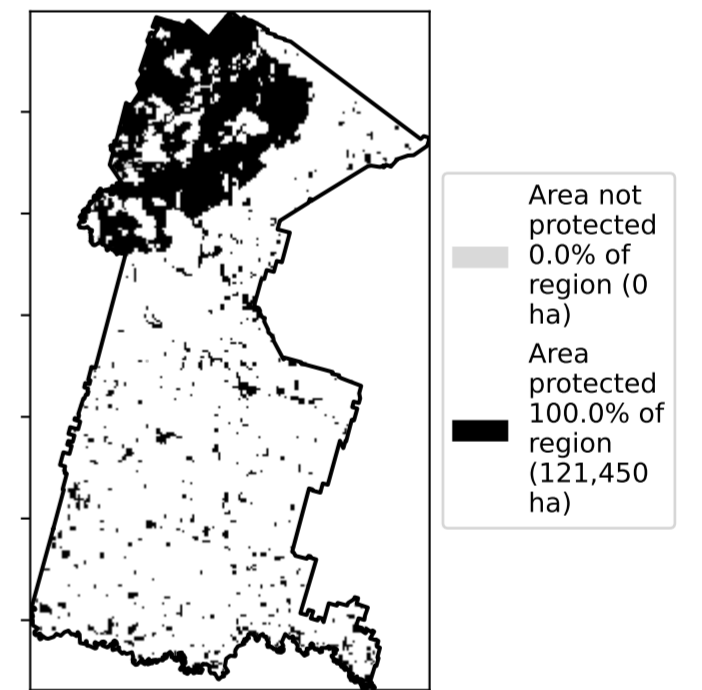 Area not
protected
0.0% of
region (0
ha)
Area
protected
100.0% of
region
(121,450
ha)